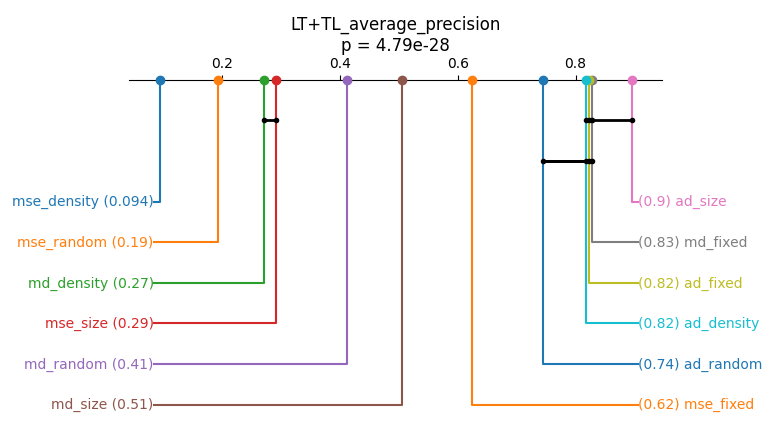 LT+TL_average_precision
p = 4.79e-28
0.2 0.4 0.6 0.8
mse_density (0.094) (0.9) ad_size
mse_random (0.19) (0.83) md_fixed
md_density (0.27) (0.82) ad_fixed
mse_size (0.29) (0.82) ad_density
md_random (0.41) (0.74) ad_random
md_size (0.51) (0.62) mse_fixed